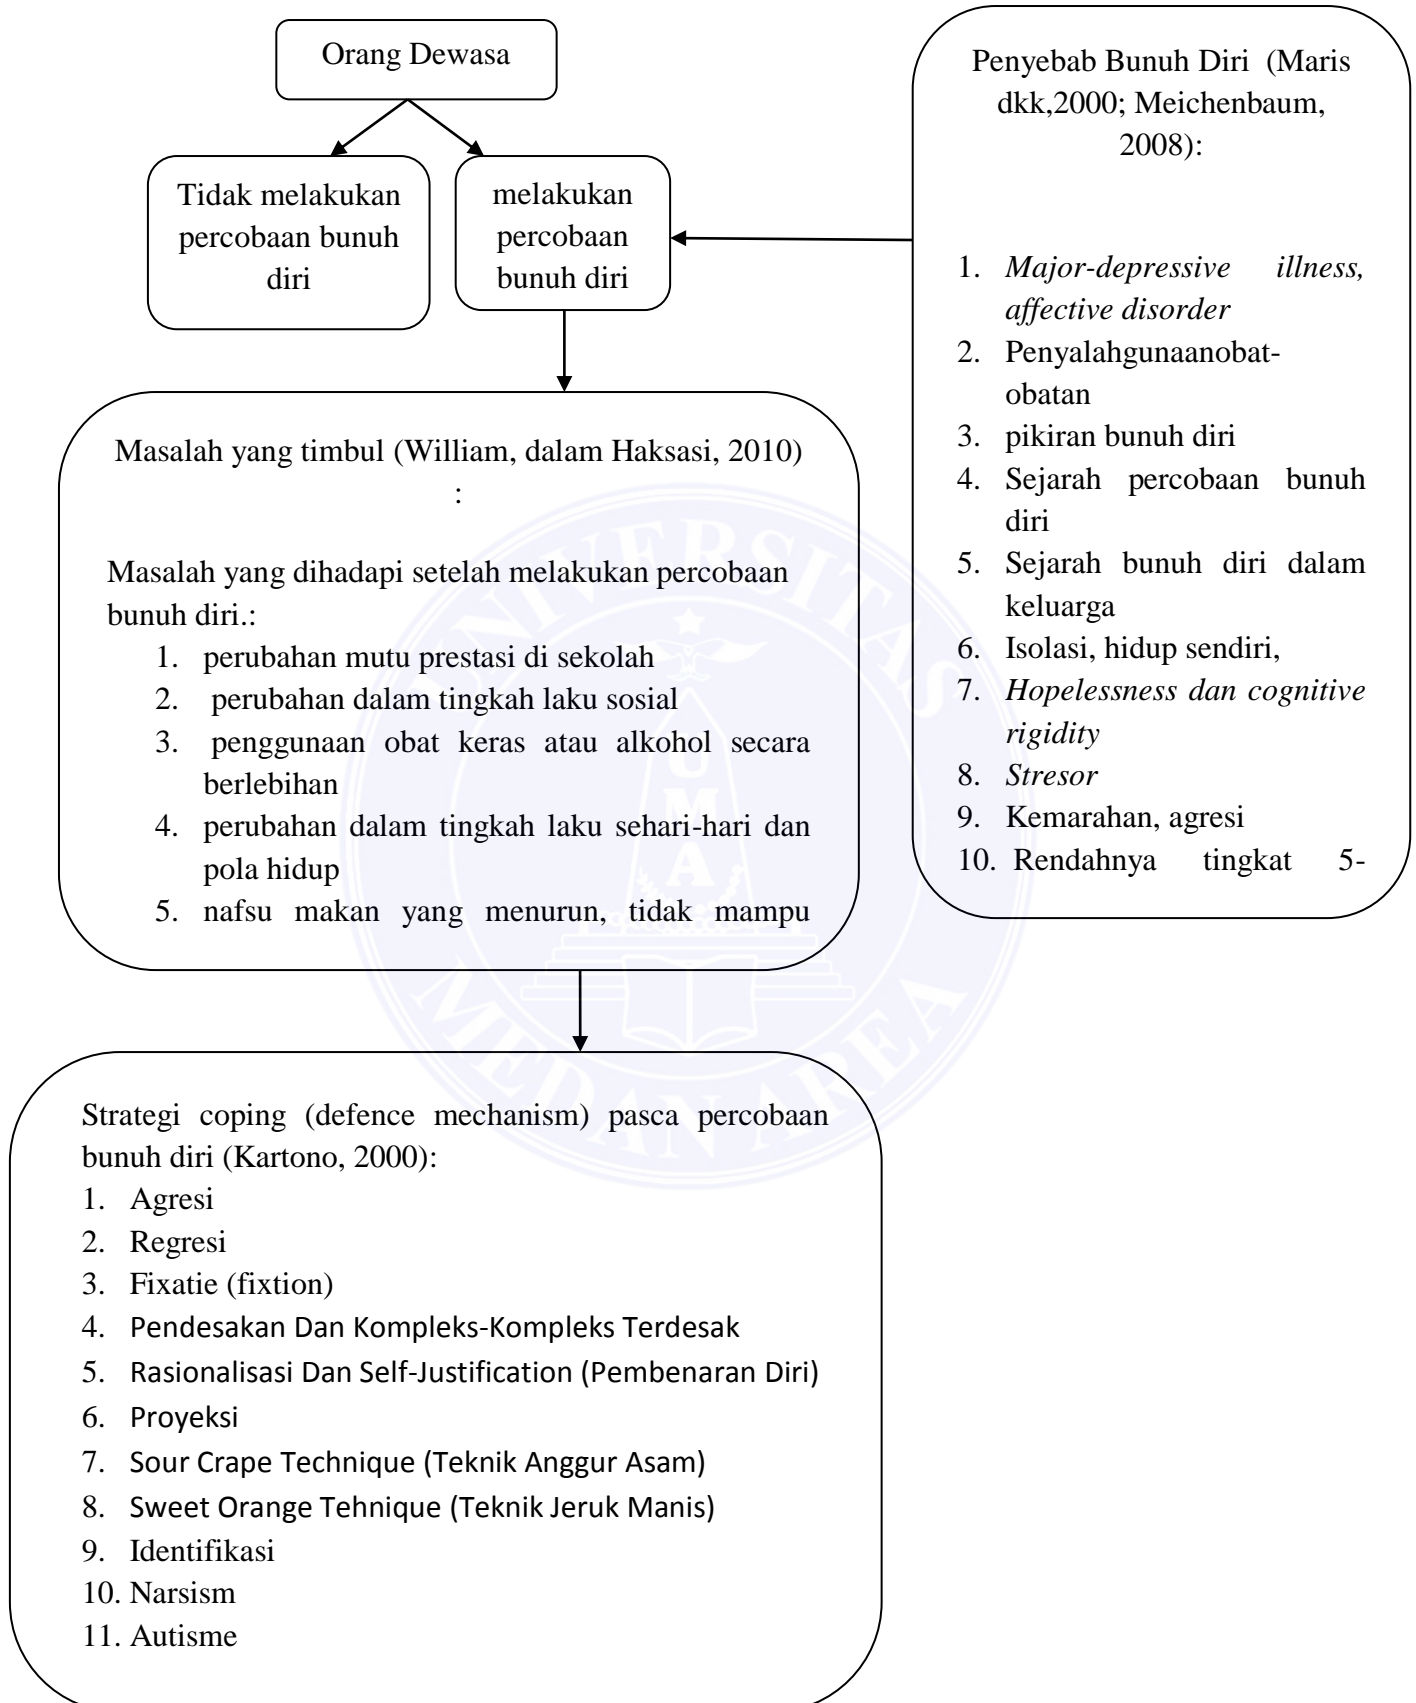 Orang Dewasa
Tidak melakukan
percobaan bunuh
diri
melakukan
percobaan
bunuh diri
Penyebab Bunuh Diri  (Maris
dkk,2000; Meichenbaum,
2008):
1. Major-depressive illness,
affective disorder
2. Penyalahgunaanobat-
obatan
3. pikiran bunuh diri
4. Sejarah percobaan bunuh
diri
5. Sejarah bunuh diri dalam
keluarga
6. Isolasi, hidup sendiri,
7. Hopelessness dan cognitive
rigidity
8. Stresor
9. Kemarahan, agresi
10. Rendahnya tingkat 5-
Masalah yang timbul (William, dalam Haksasi, 2010)
:
Masalah yang dihadapi setelah melakukan percobaan
bunuh diri.:
1. perubahan mutu prestasi di sekolah
2. perubahan dalam tingkah laku sosial
3. penggunaan obat keras atau alkohol secara
berlebihan
4. perubahan dalam tingkah laku sehari-hari dan
pola hidup
5. nafsu makan yang menurun, tidak mampu
Strategi coping (defence mechanism) pasca percobaan
bunuh diri (Kartono, 2000):
1. Agresi
2. Regresi
3. Fixatie (fixtion)
4. Pendesakan Dan Kompleks-Kompleks Terdesak
5. Rasionalisasi Dan Self-Justification (Pembenaran Diri)
6. Proyeksi
7. Sour Crape Technique (Teknik Anggur Asam)
8. Sweet Orange Tehnique (Teknik Jeruk Manis)
9. Identifikasi
10. Narsism
11. Autisme
UNIVERSITAS
UMA
MEDAN AREA